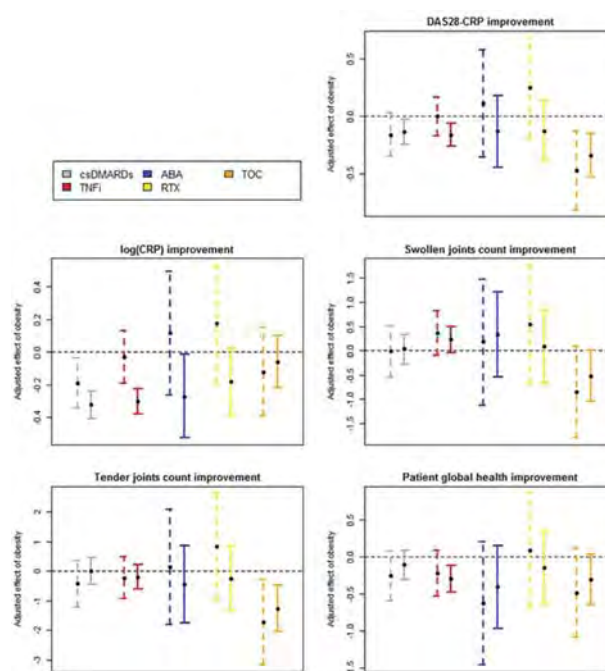 DAS28-CRP improvement
Adjusted effect of obesity
0.5
0.0
-0.5
csDMARDs ABA TOC
TNFi RTX
log(CRP) improvement
Adjusted effect of obesity
0.4
0.2
0.0
-0.2
-0.4
Swollen joints count improvement
Adjusted effect of obesity
1.5
1.0
0.5
0.0
-0.5
-1.0
-1.5
Tender joints count improvement
Adjusted effect of obesity
2
1
0
-1
-2
-3
Patient global health improvement
Adjusted effect of obesity
0.5
0.0
-0.5
-1.0
-1.5